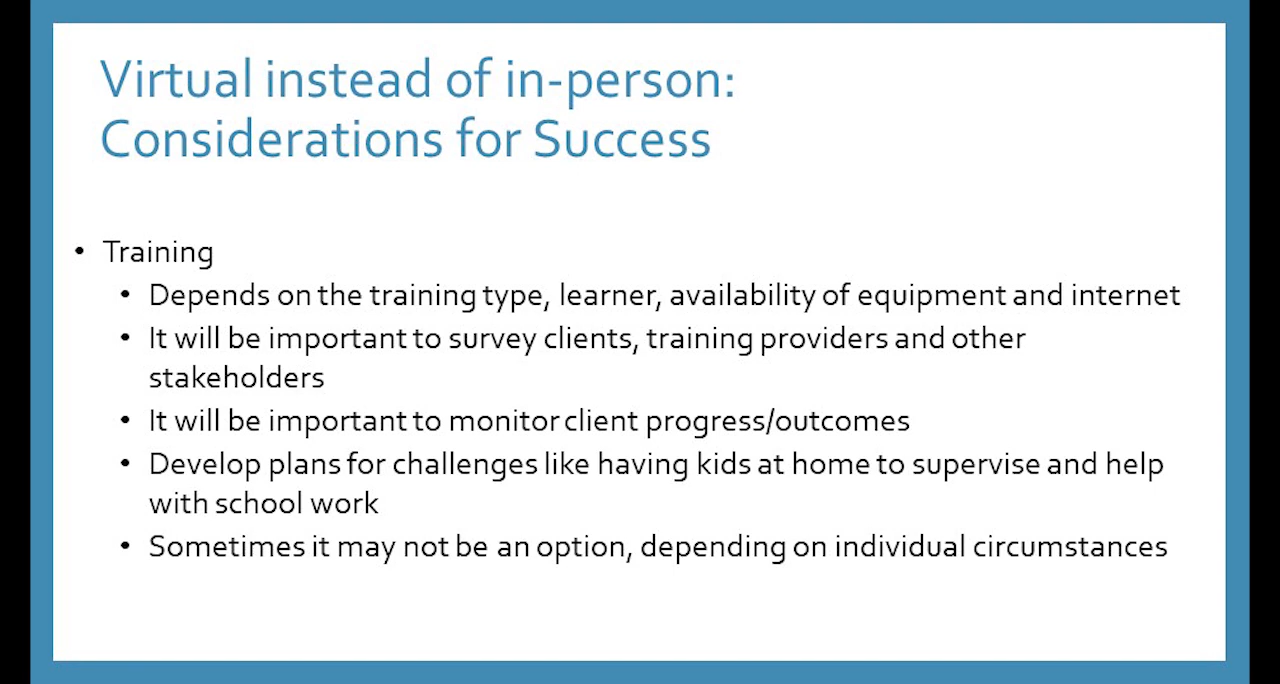 Virtual instead of in-person:
Considerations for Success
• Training
• Depends on the training type, learner, availability of equipment and internet
• It will be important to survey clients, training providers and other
stakeholders
• It will be important to monitor client progress/outcomes
• Develop plans for challenges like having kids at home to supervise and help
with school work
• Sometimes it may not be an option, depending on individual circumstances